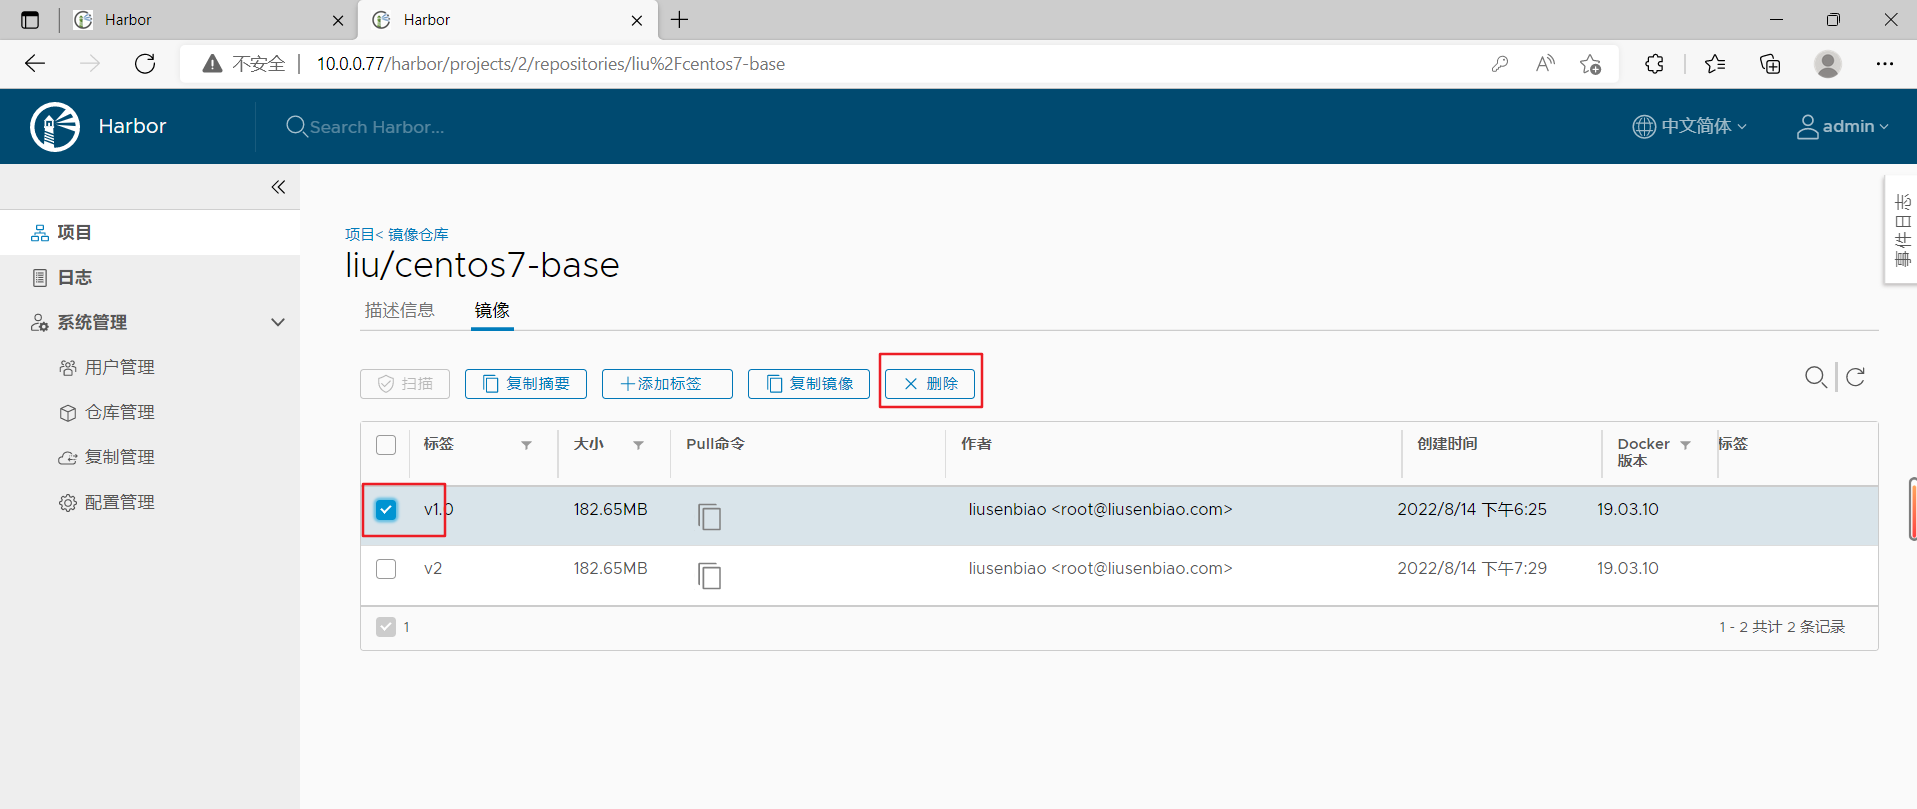 Harbor
Harbor
不安全
10.0.0.77/harbor/projects/2/repositories/liu%2Fcentos7-base
Harbor
Search Harbor...
中文简体
admin
事件日志
项目
日志
系统管理
用户管理
仓库管理
复制管理
配置管理
项目< 镜像仓库
liu/centos7-base
描述信息 镜像
扫描 复制摘要 +添加标签 复制镜像 × 删除
标签 大小 Pull命令 作者 创建时间 Docker 版本 标签
v1.0 182.65MB liusenbiao <root@liusenbiao.com> 2022/8/14 下午6:25 19.03.10
v2 182.65MB liusenbiao <root@liusenbiao.com> 2022/8/14 下午7:29 19.03.10
1 1 - 2 共计 2 条记录